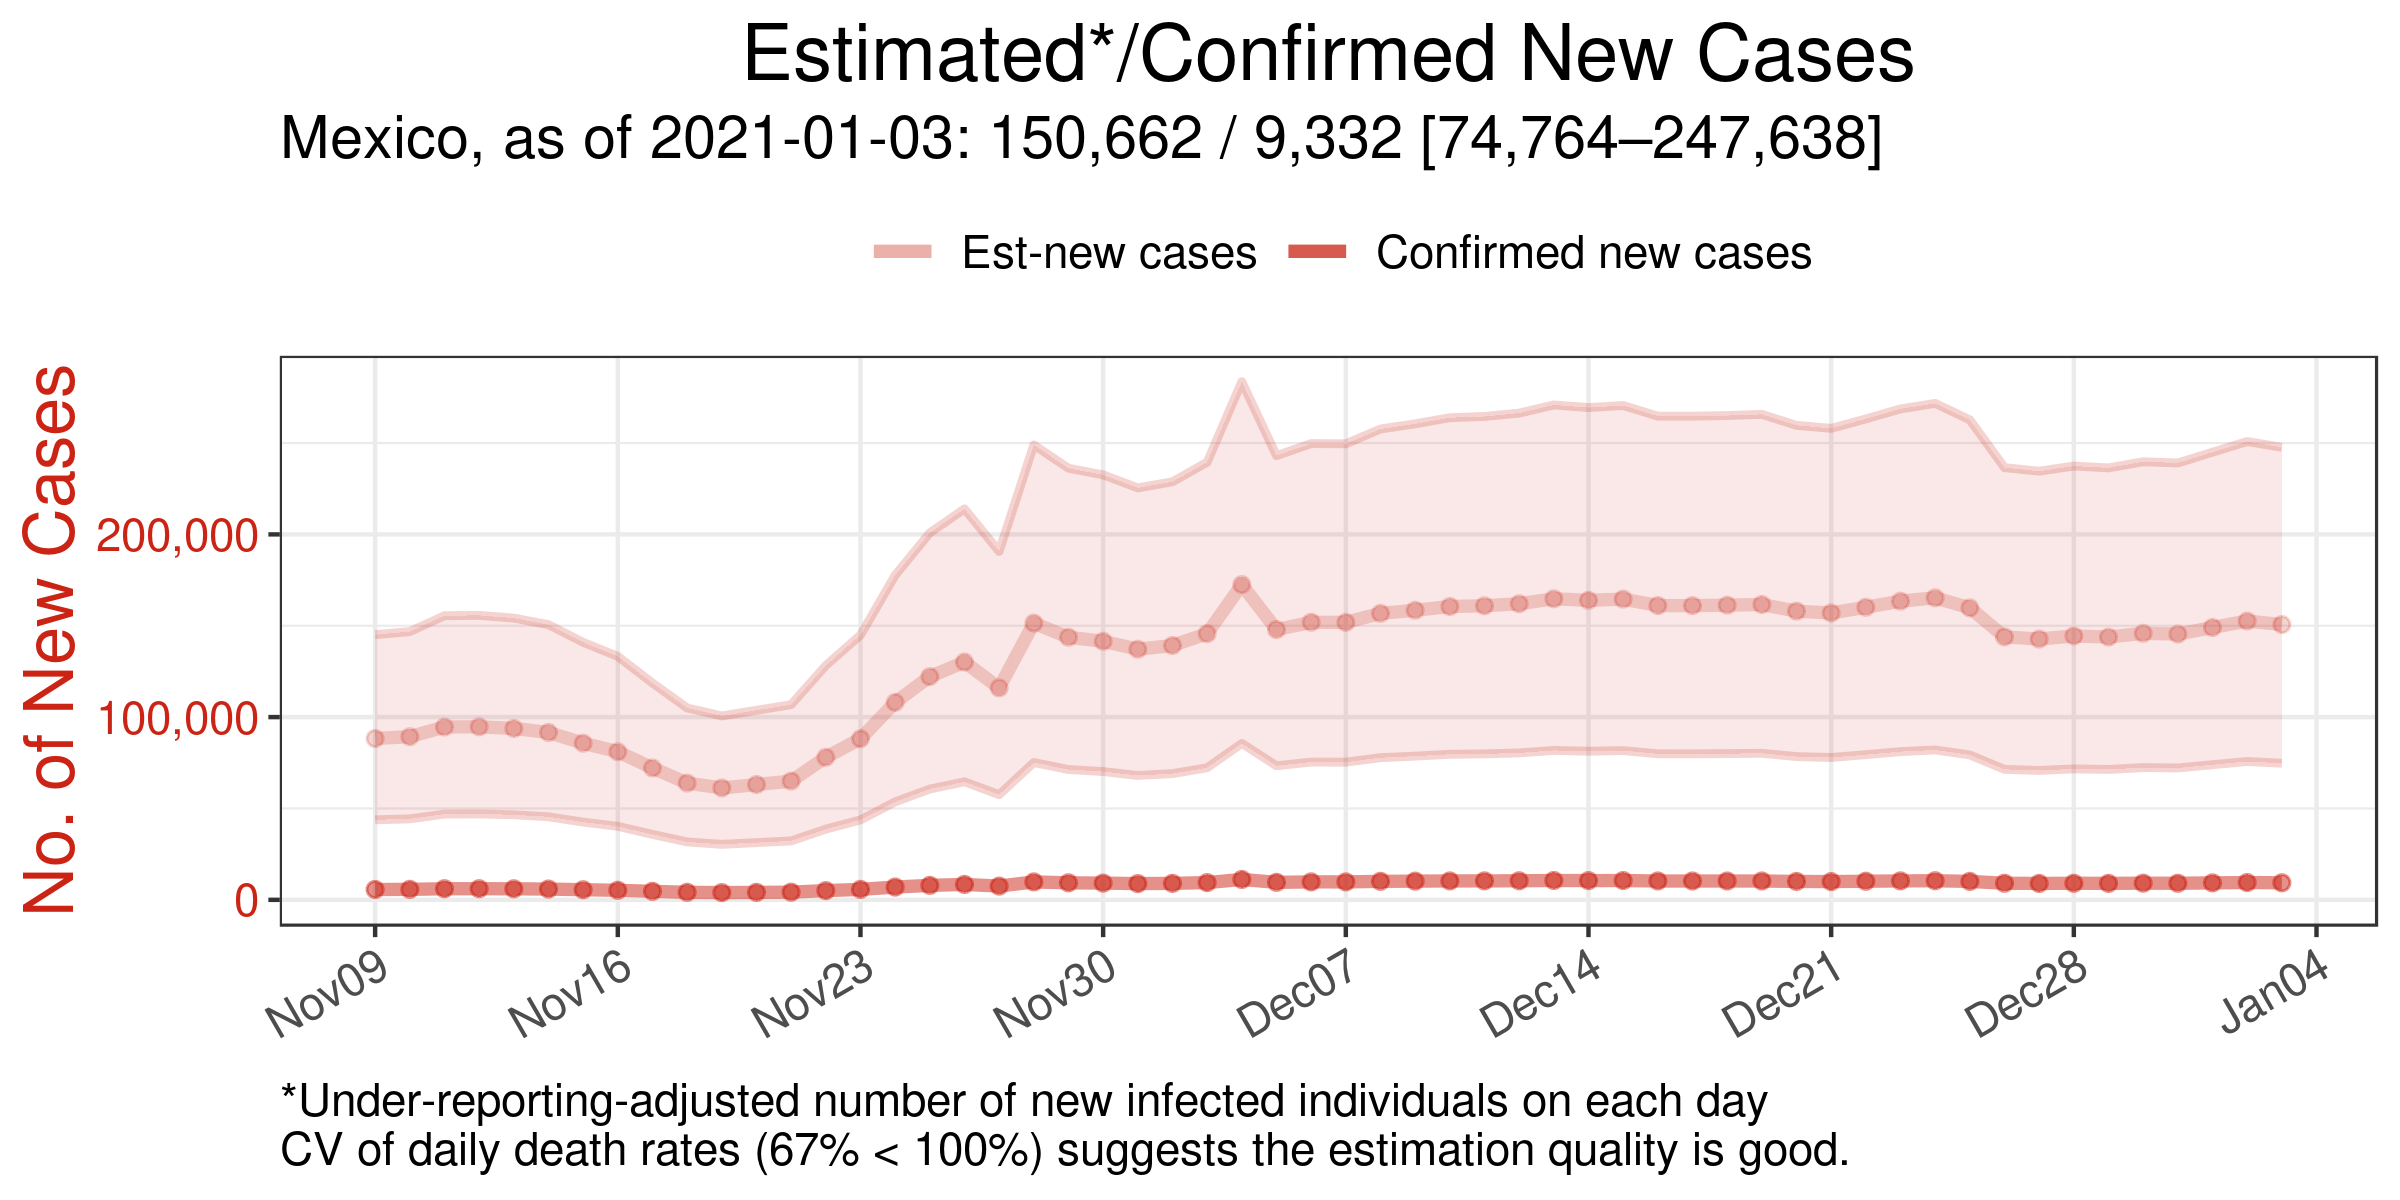 Estimated*/Confirmed New Cases
Mexico, as of 2021-01-03: 150,662 / 9,332 [74,764–247,638]
Est-new cases Confirmed new cases
No. of New Cases
200,000
100,000
0
Nov09 Nov16 Nov23 Nov30 Dec07 Dec14 Dec21 Dec28 Jan04
*Under-reporting-adjusted number of new infected individuals on each day
CV of daily death rates (67% < 100%) suggests the estimation quality is good.